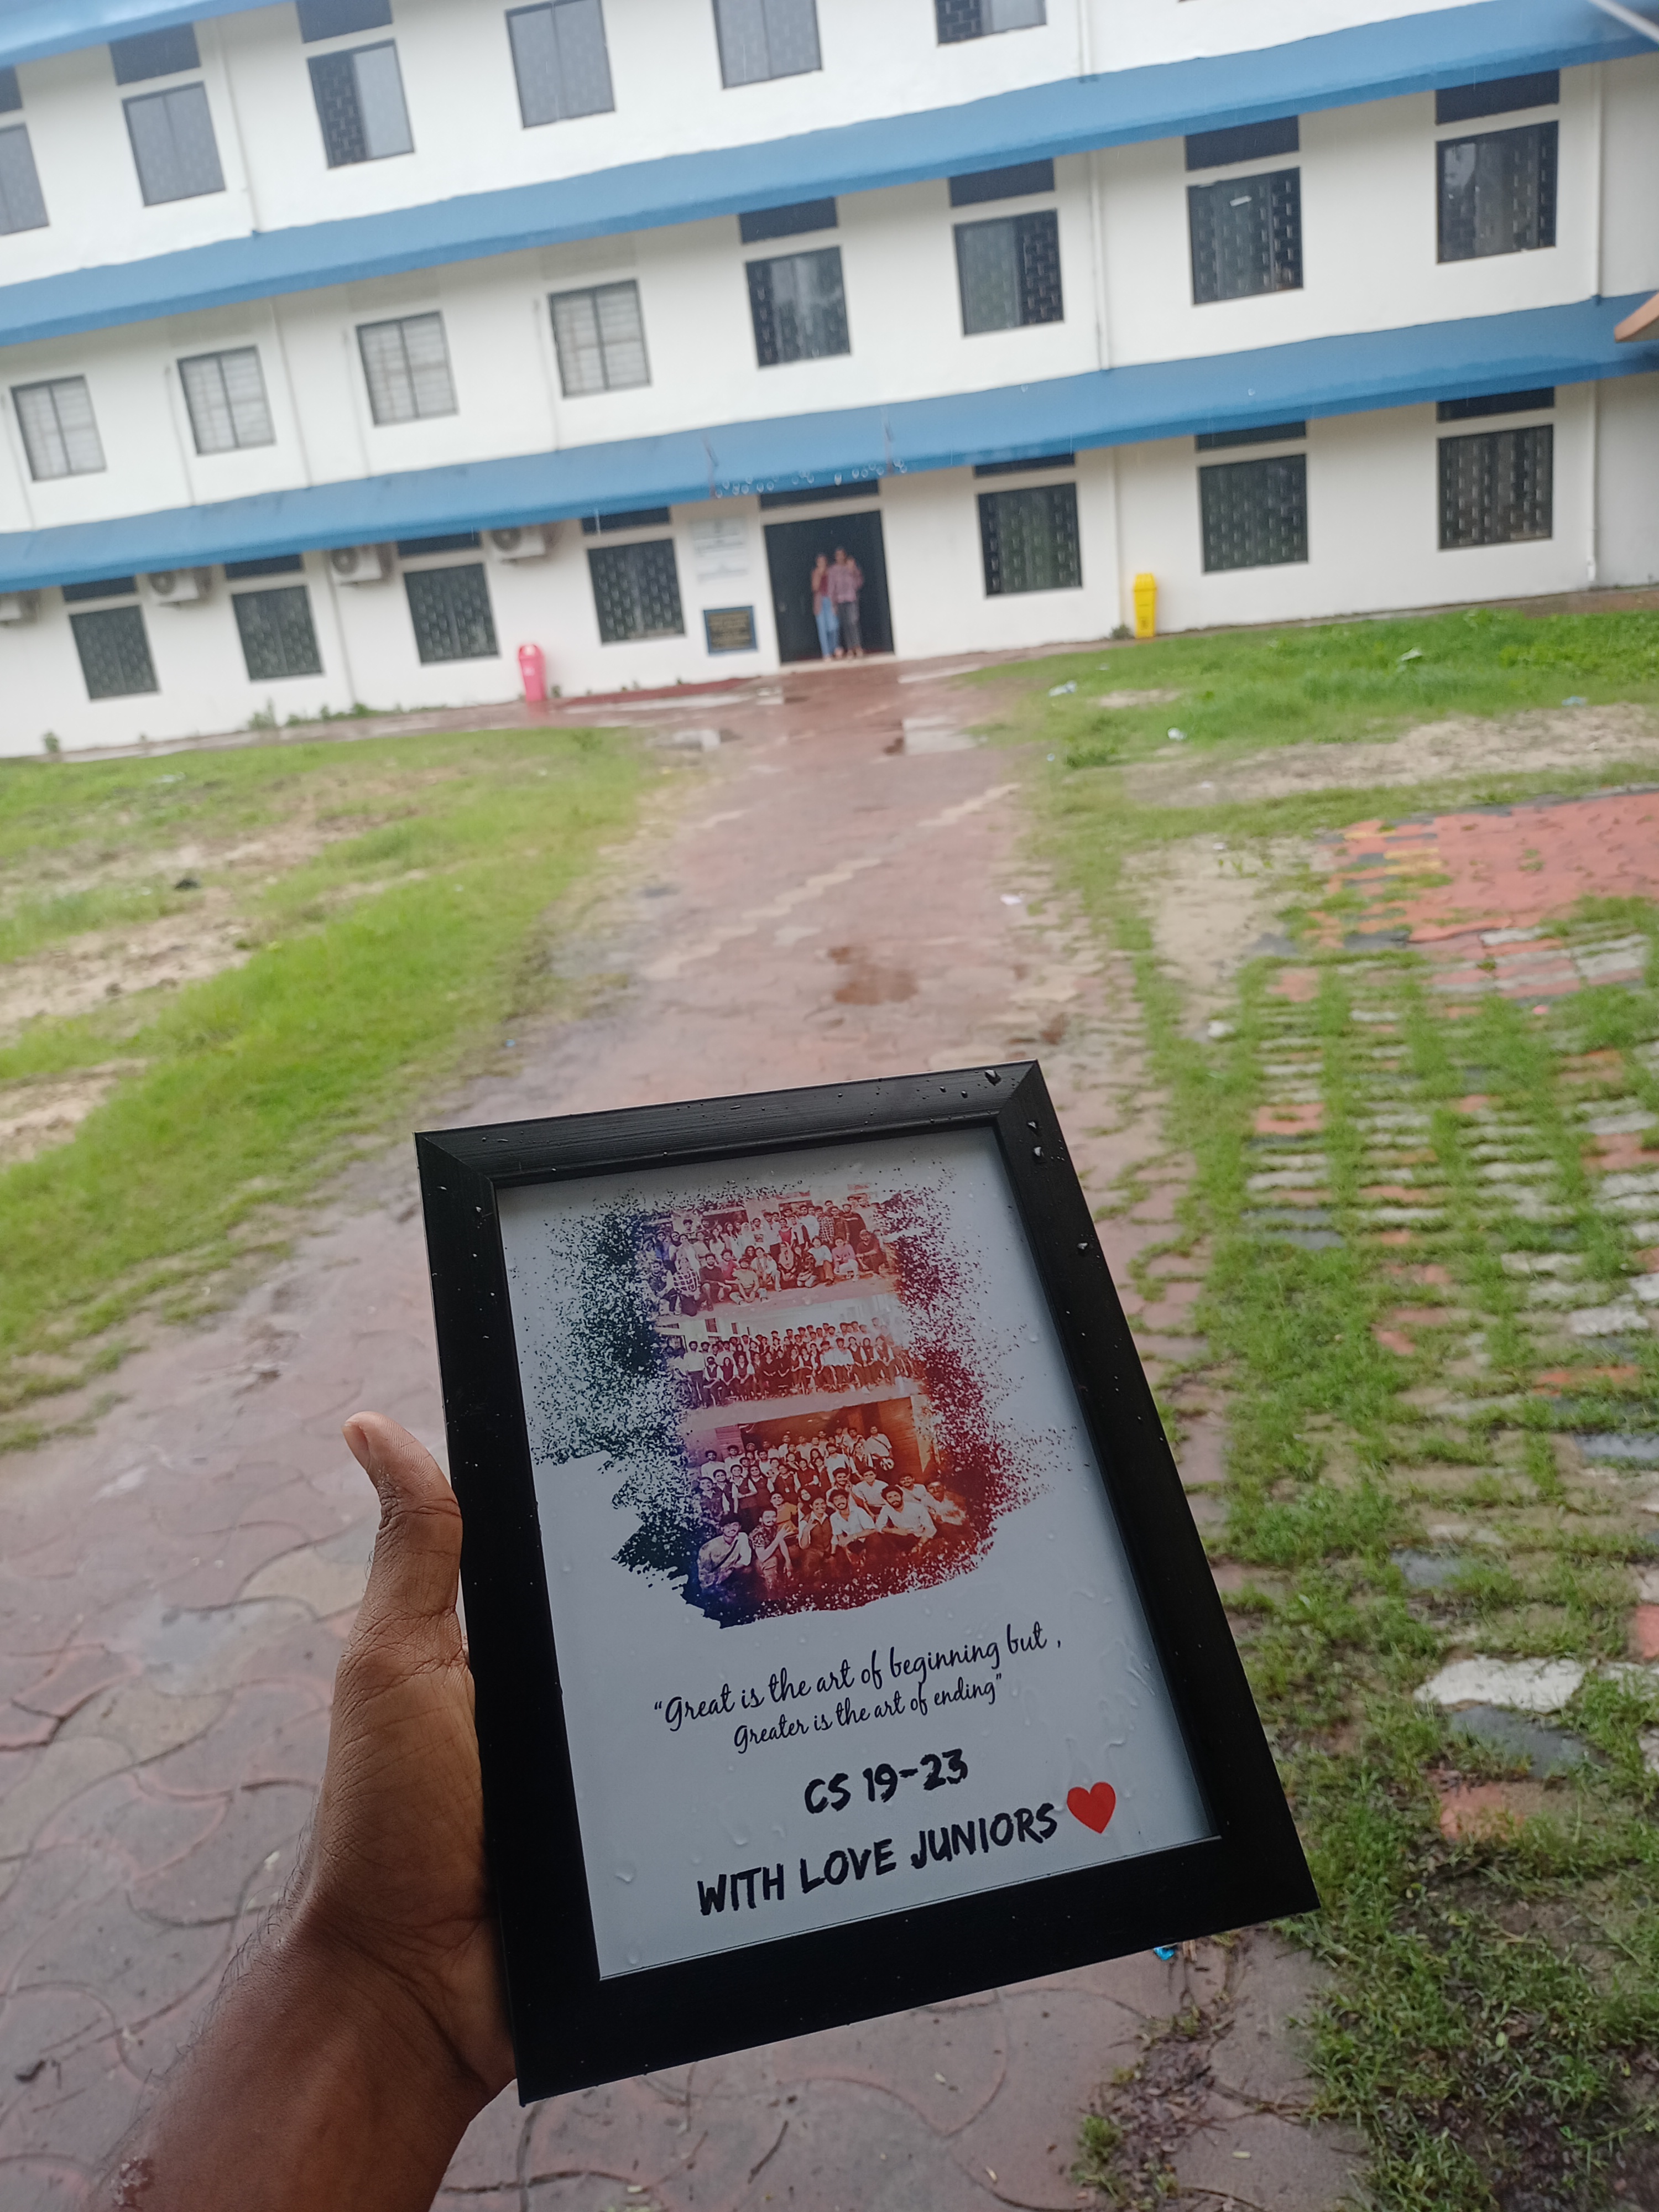 “Great is the art of beginning but ,
Greater is the art of ending”
CS 19-23
WITH LOVE JUNIORS